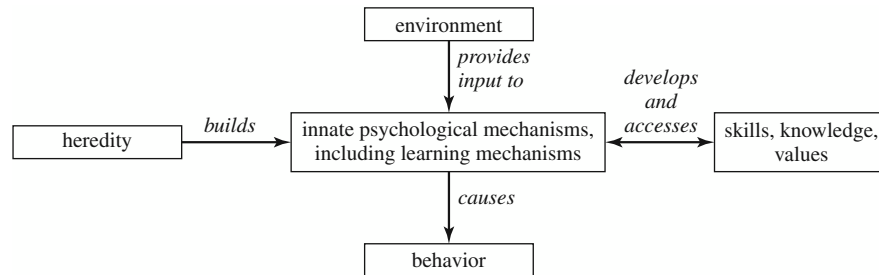 environment
provides
input to
develops
and
accesses
heredity
builds
innate psychological mechanisms,
including learning mechanisms
skills, knowledge,
values
causes
behavior